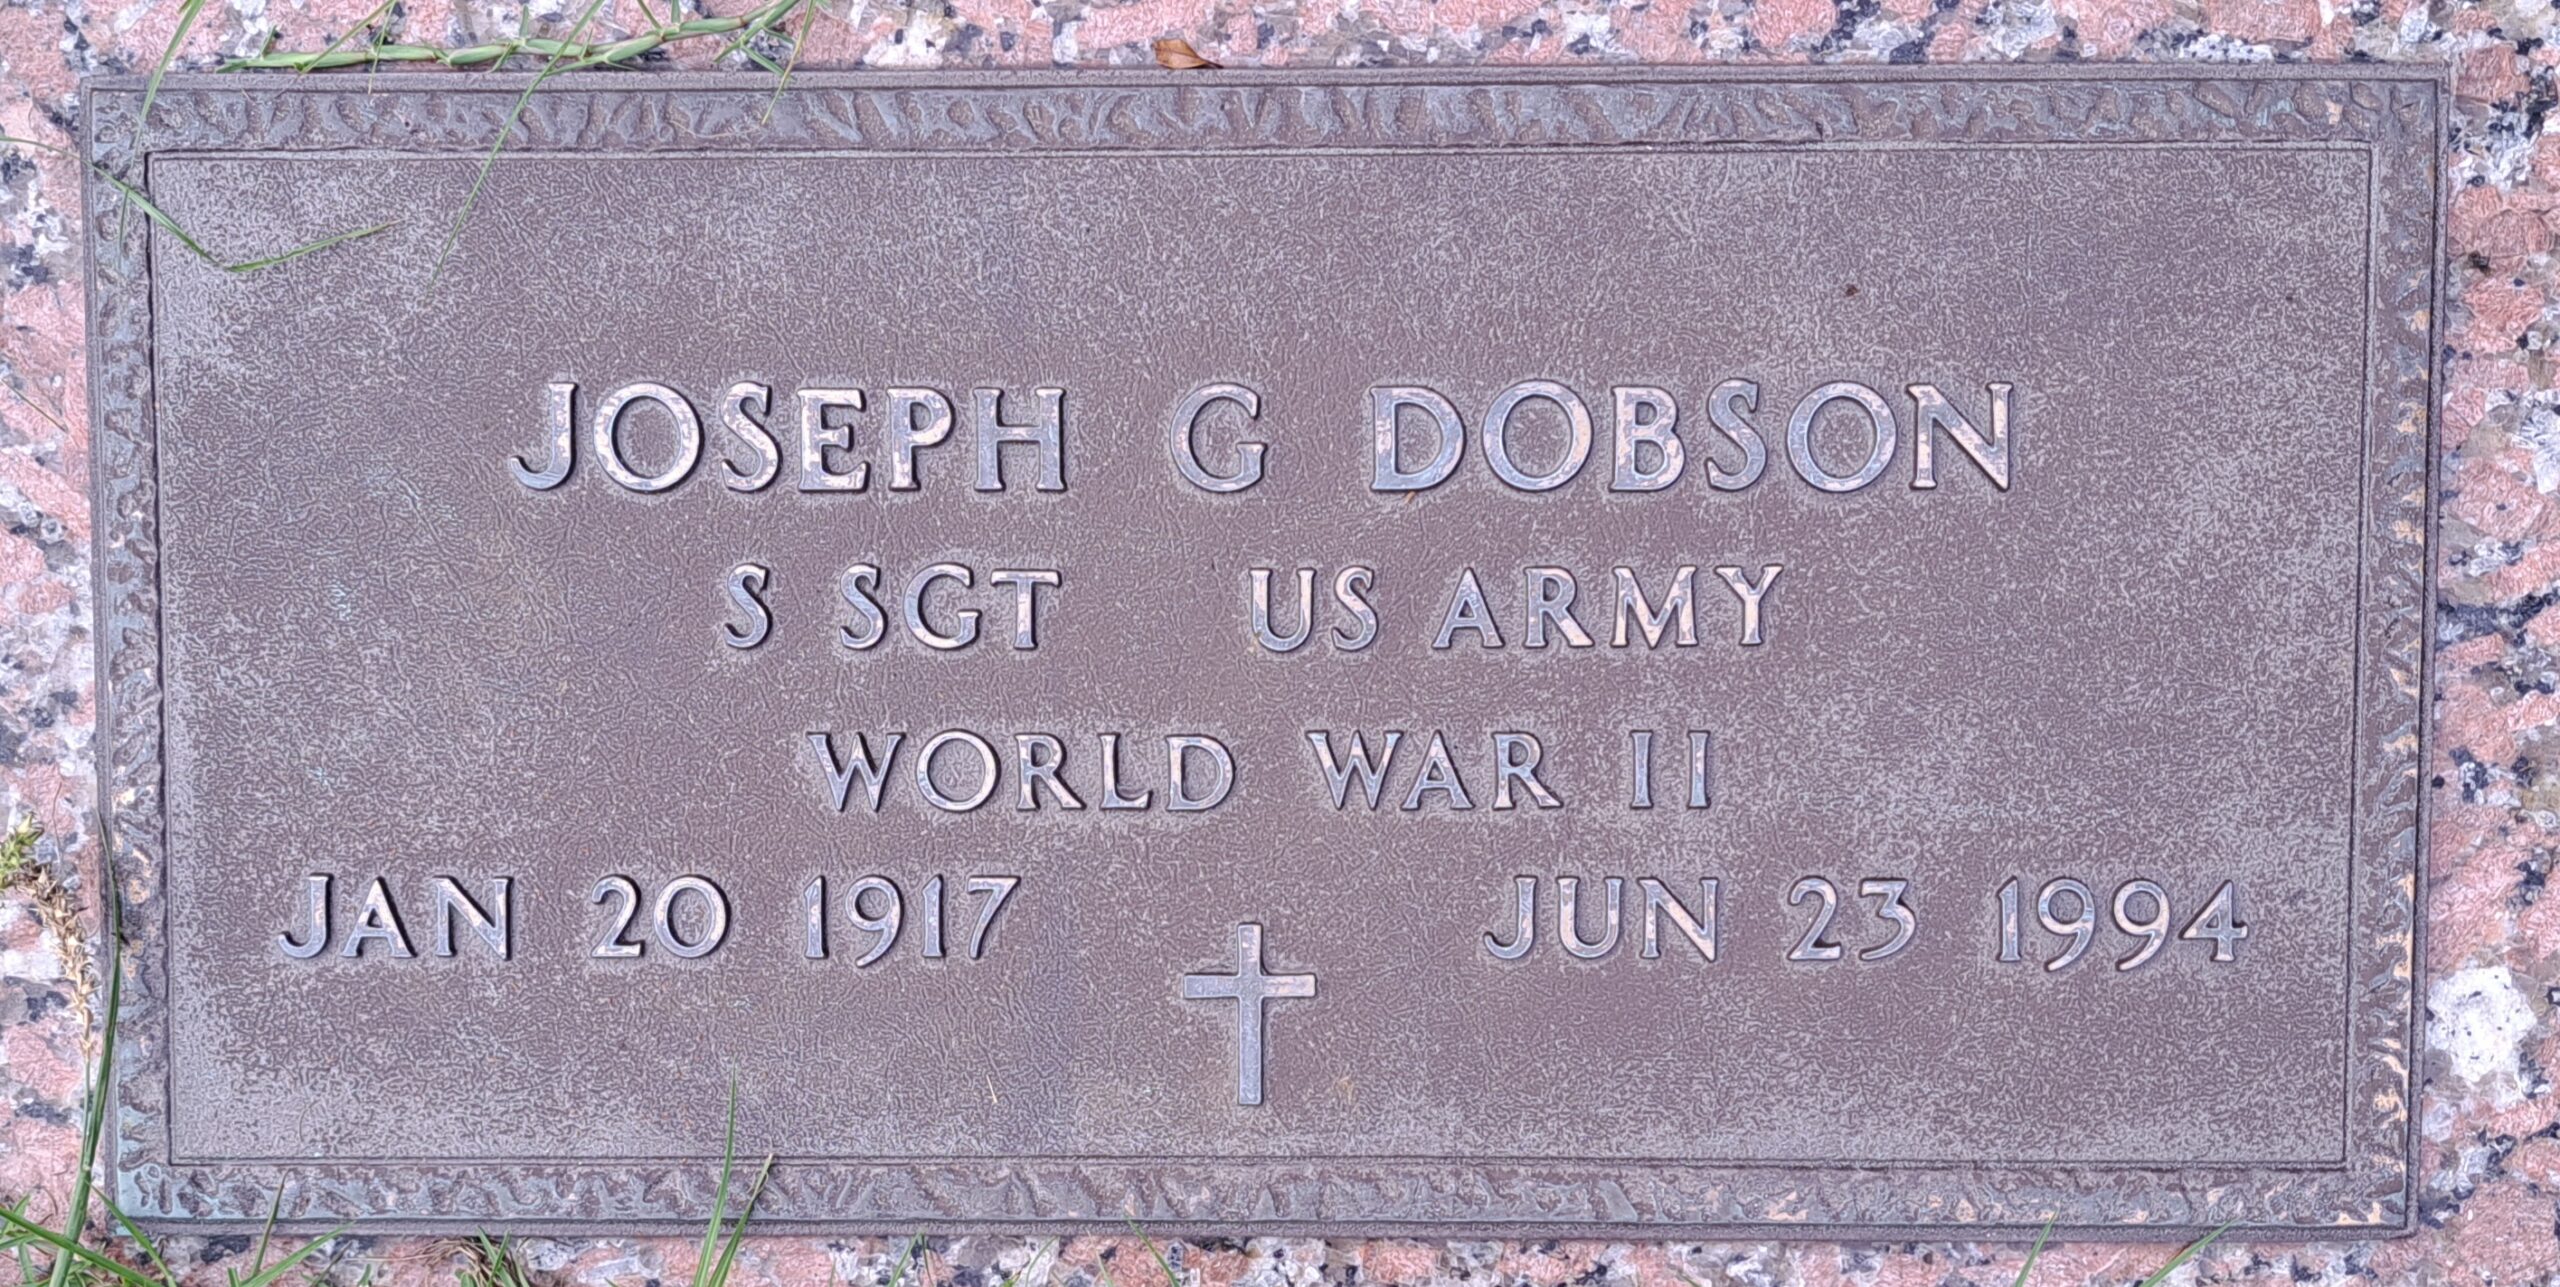 JOSEPH G DOBSON
S SGT US ARMY
WORLD WAR II
JAN 20 1917 JUN 23 1994